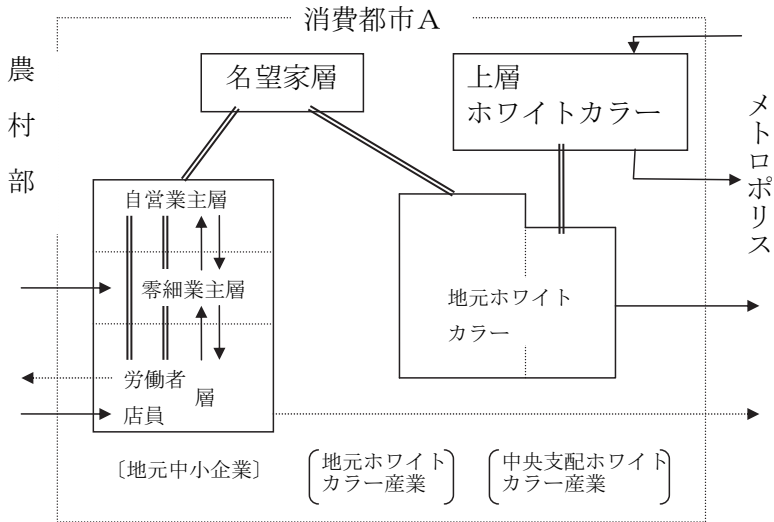 消費都市A
農村部
名望家層
上層
ホワイトカラー
メトロポリス
自営業主層
零細業主層
地元ホワイト
カラー
労働者
層
店員
〔地元中小企業〕
地元ホワイト
カラー産業
中央支配ホワイト
カラー産業